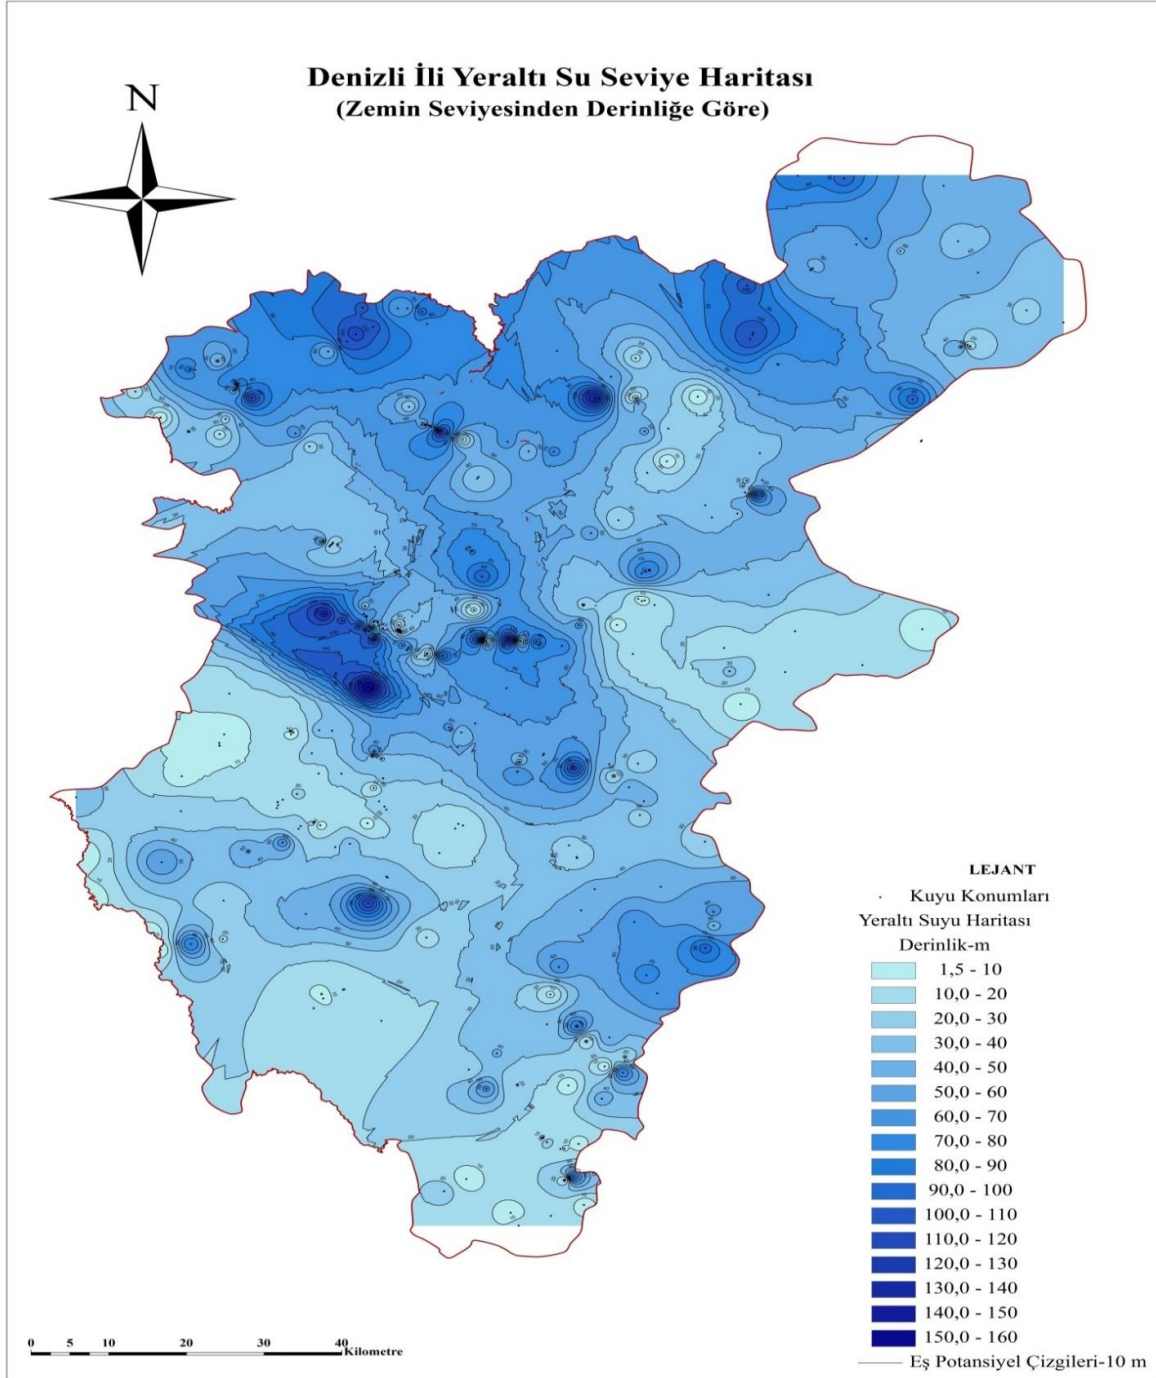 Denizli İli Yeraltı Su Seviye Haritası
(Zemin Seviyesinden Derinliğe Göre)
N
LEJANT
Kuyu Konumları
Yeraltı Suyu Haritası
Derinlik-m
1,5 - 10
10,0 - 20
20,0 - 30
30,0 - 40
40,0 - 50
50,0 - 60
60,0 - 70
70,0 - 80
80,0 - 90
90,0 - 100
100,0 - 110
110,0 - 120
120,0 - 130
130,0 - 140
140,0 - 150
150,0 - 160
Eş Potansiyel Çizgileri-10 m
0 5 10 20 30 40
Kilometre